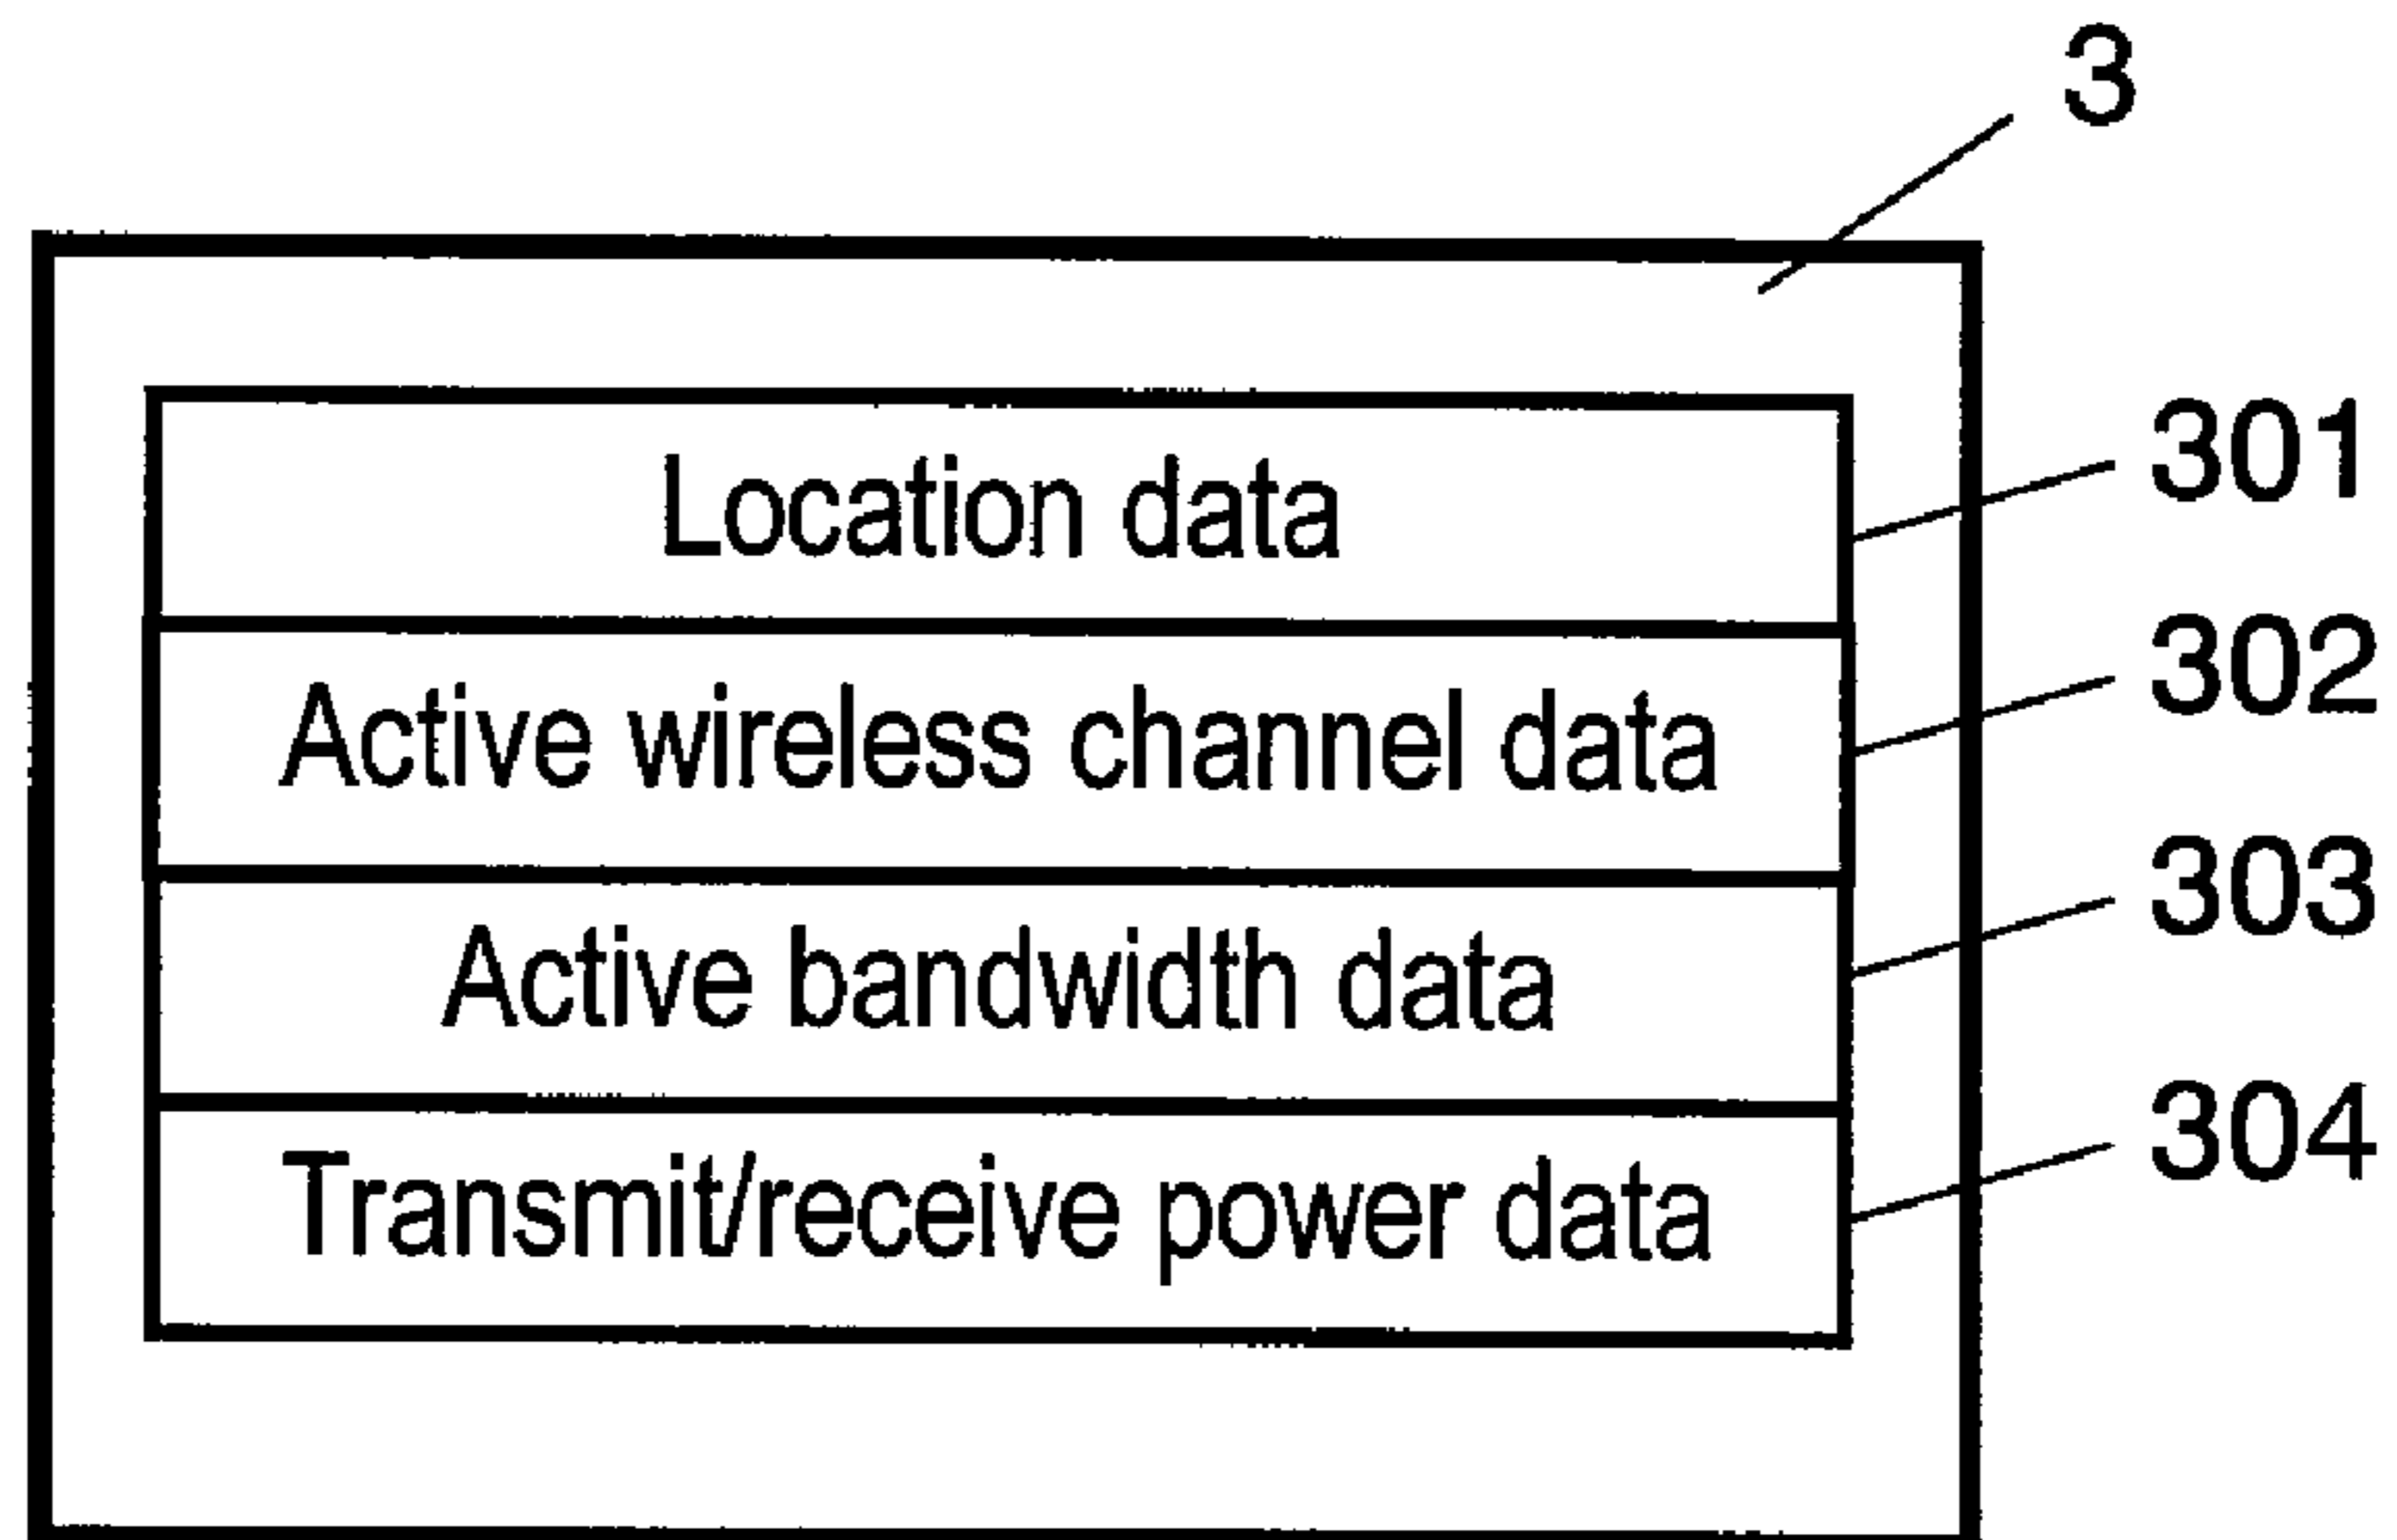 3
Location data 301
Active wireless channel data 302
Active bandwidth data 303
Transmit/receive power data 304